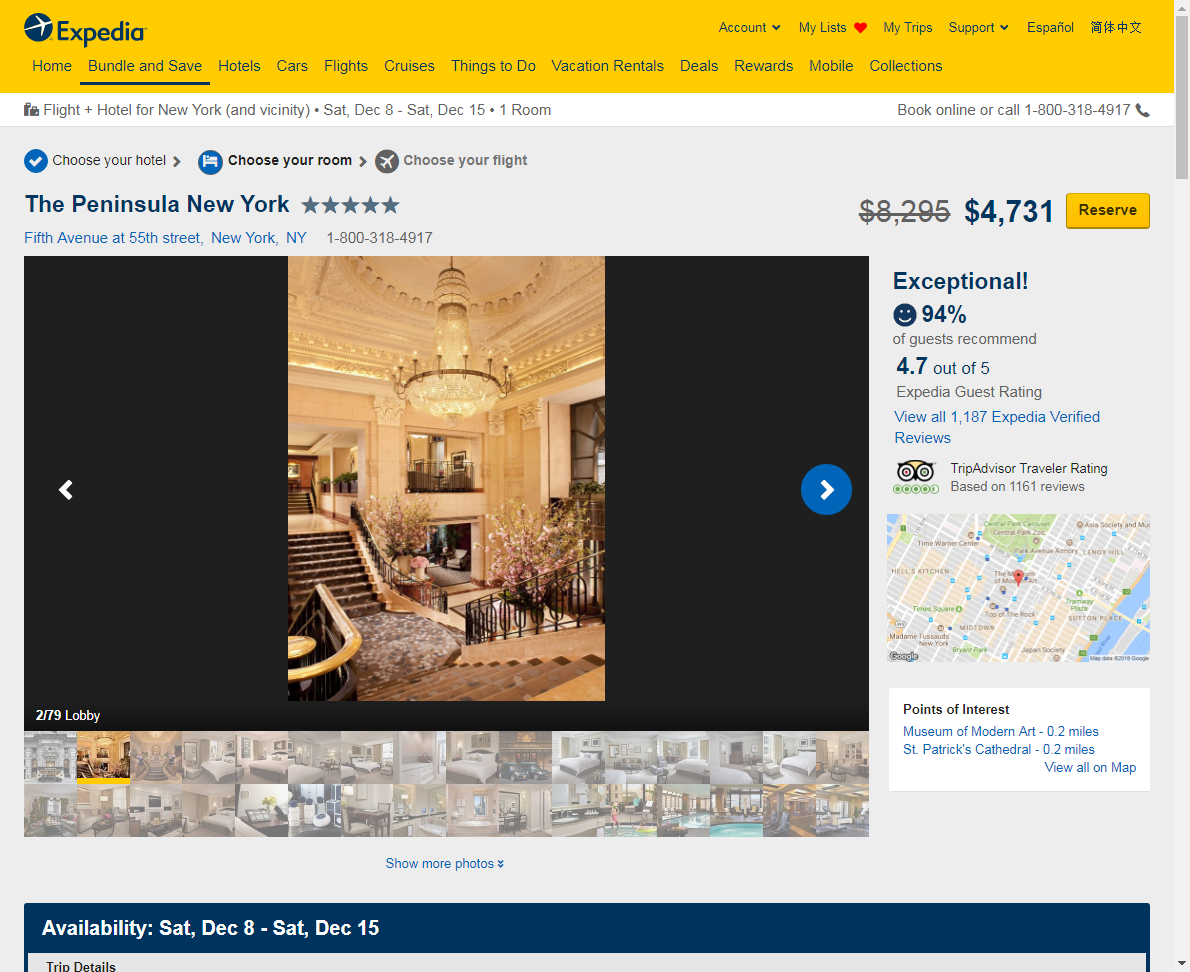 Expedia
Account
My Lists
My Trips
Support
Español
简体中文
Home
Bundle and Save
Hotels
Cars
Flights
Cruises
Things to Do
Vacation Rentals
Deals
Rewards
Mobile
Collections
Flight + Hotel for New York (and vicinity) • Sat, Dec 8 - Sat, Dec 15 • 1 Room
Book online or call 1-800-318-4917
Choose your hotel
Choose your room
Choose your flight
The Peninsula New York
$8,295 $4,731
Reserve
Fifth Avenue at 55th street, New York, NY 1-800-318-4917
Exceptional!
94%
of guests recommend
4.7 out of 5
Expedia Guest Rating
View all 1,187 Expedia Verified
Reviews
TripAdvisor Traveler Rating
Based on 1161 reviews
Central Park Carousel
Central Park Zoo
Asia Society and Mus
Time Warner Center
Park Avenue Armory
LENOX HILL
HELL'S KITCHEN
The Museum
of Modern Art
Times Square
Top of The Rock
Tramway
Plaza
SUTTON PLACE
MIDTOWN
Madame Tussauds
New York
Bryant Park
Japan Society
Google
Map data ©2018 Google
2/79 Lobby
Points of Interest
Museum of Modern Art - 0.2 miles
St. Patrick's Cathedral - 0.2 miles
View all on Map
Show more photos
Availability: Sat, Dec 8 - Sat, Dec 15
Trip Details